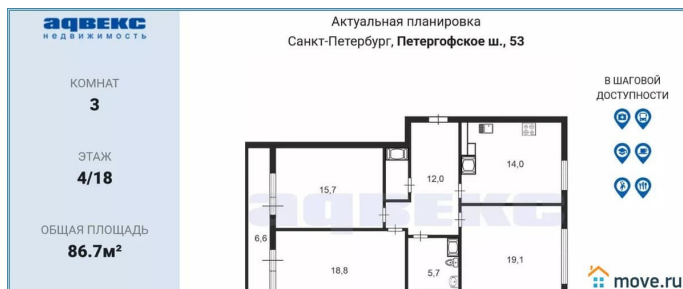 адвекс
НЕДВИЖИМОСТЬ
КОМНАТ
3
ЭТАЖ
4/18
ОБЩАЯ ПЛОЩАДЬ
86.7м²
Актуальная планировка
Санкт-Петербург, Петергофское ш., 53
В ШАГОВОЙ
ДОСТУПНОСТИ
15,7
12,0
14,0
адвекс
6,6
18,8
5,7
19,1
move.ru